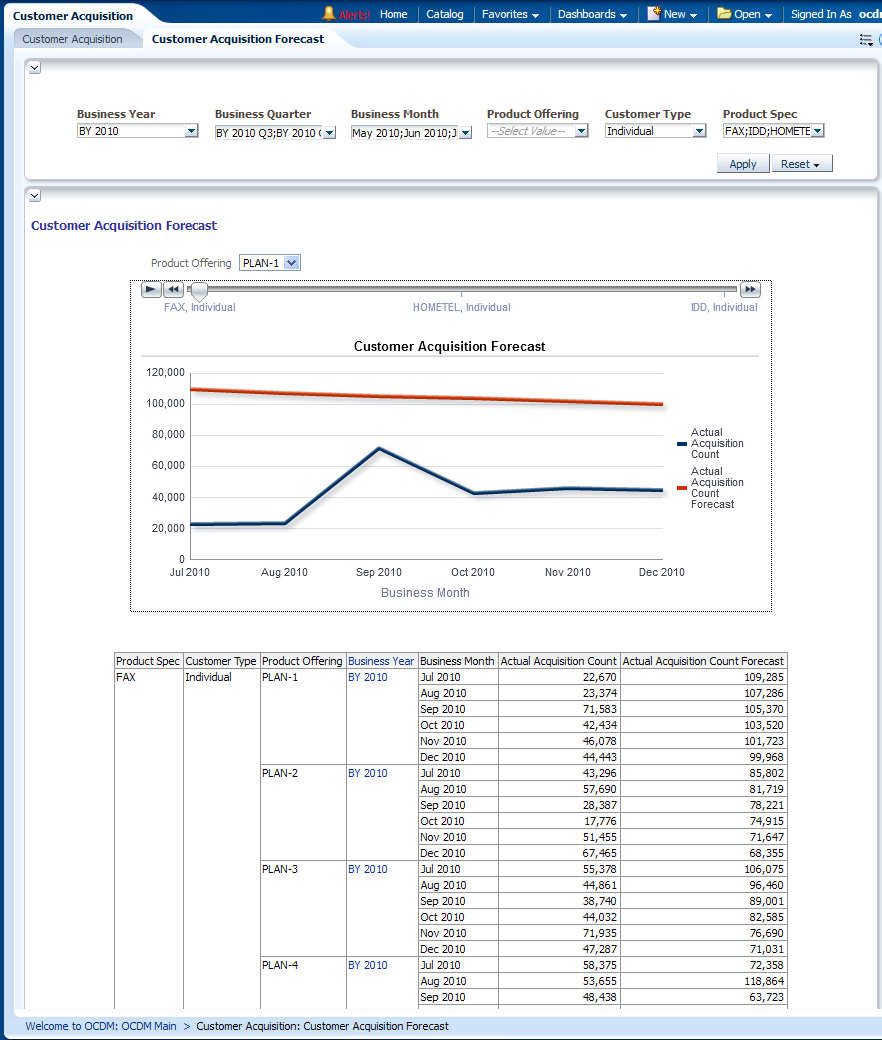 Customer Acquisition
Alerts! Home Catalog Favorites Dashboards New Open Signed In As ocdm
Customer Acquisition Customer Acquisition Forecast
Business Year Business Quarter Business Month Product Offering Customer Type Product Spec
BY 2010 BY 2010 Q3;BY 2010 May 2010;Jun 2010;J --Select Value-- Individual FAX;IDD;HOMETE
Apply Reset
Customer Acquisition Forecast
Product Offering PLAN-1
FAX, Individual HOMETEL, Individual IDD, Individual
Customer Acquisition Forecast
120,000
100,000
80,000
60,000
40,000
20,000
0
Jul 2010 Aug 2010 Sep 2010 Oct 2010 Nov 2010 Dec 2010
Business Month
Actual
Acquisition
Count
Actual
Acquisition
Count
Forecast
Product Spec Customer Type Product Offering Business Year Business Month Actual Acquisition Count Actual Acquisition Count Forecast
FAX Individual PLAN-1 BY 2010 Jul 2010 22,670 109,285
Aug 2010 23,374 107,286
Sep 2010 71,583 105,370
Oct 2010 42,434 103,520
Nov 2010 46,078 101,723
Dec 2010 44,443 99,968
PLAN-2 BY 2010 Jul 2010 43,296 85,802
Aug 2010 57,690 81,719
Sep 2010 28,387 78,221
Oct 2010 17,776 74,915
Nov 2010 51,455 71,647
Dec 2010 67,465 68,355
PLAN-3 BY 2010 Jul 2010 55,378 106,075
Aug 2010 44,861 96,460
Sep 2010 38,740 89,001
Oct 2010 44,032 82,585
Nov 2010 71,935 76,690
Dec 2010 47,287 71,031
PLAN-4 BY 2010 Jul 2010 58,375 72,358
Aug 2010 53,655 118,864
Sep 2010 48,438 63,723
Welcome to OCDM: OCDM Main > Customer Acquisition: Customer Acquisition Forecast